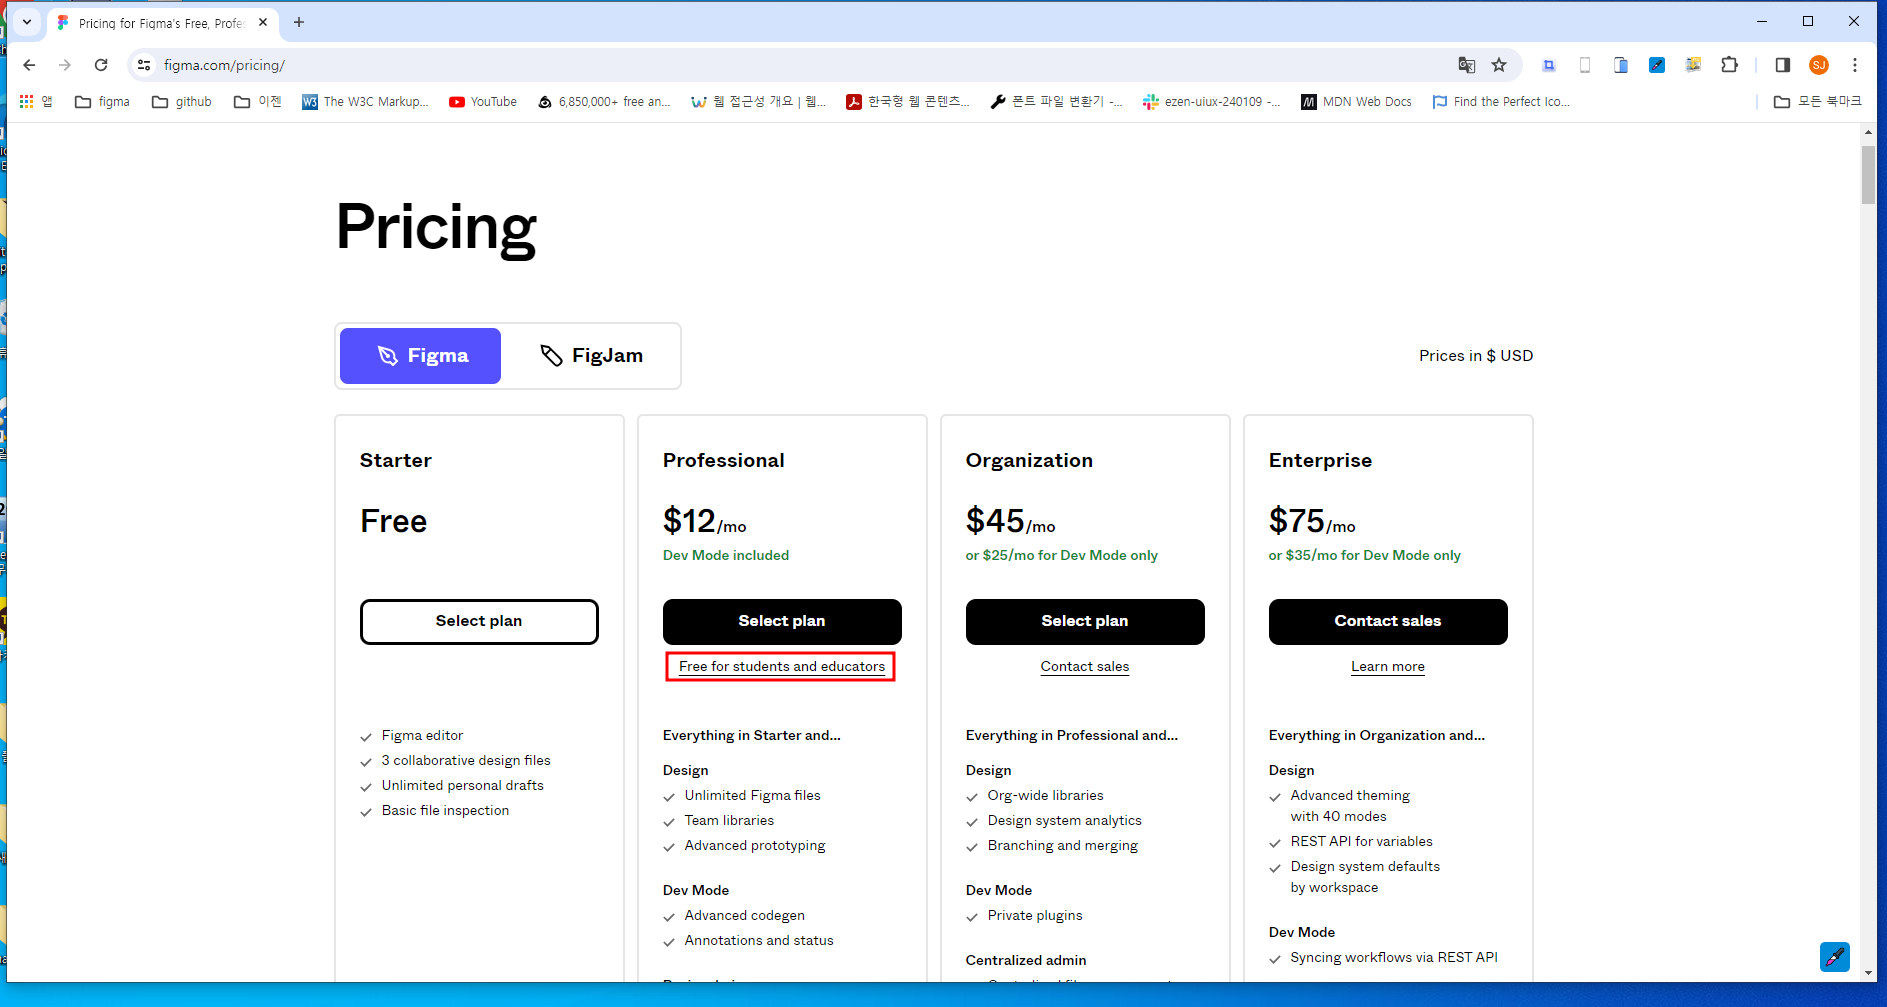 Pricing for Figma's Free, Profes
figma.com/pricing/
SJ
앱
figma
github
이젠
The W3C Markup...
YouTube
6,850,000+ free an...
웹 접근성 개요 | 웹...
한국형 웹 콘텐츠...
폰트 파일 변환기 -...
ezen-uiux-240109 -...
MDN Web Docs
Find the Perfect Ico...
모든 북마크
Pricing
Figma
FigJam
Prices in $ USD
Starter
Free
Select plan
Figma editor
3 collaborative design files
Unlimited personal drafts
Basic file inspection
Professional
$12/mo
Dev Mode included
Select plan
Free for students and educators
Everything in Starter and...
Design
Unlimited Figma files
Team libraries
Advanced prototyping
Dev Mode
Advanced codegen
Annotations and status
Organization
$45/mo
or $25/mo for Dev Mode only
Select plan
Contact sales
Everything in Professional and...
Design
Org-wide libraries
Design system analytics
Branching and merging
Dev Mode
Private plugins
Centralized admin
Enterprise
$75/mo
or $35/mo for Dev Mode only
Contact sales
Learn more
Everything in Organization and...
Design
Advanced theming
with 40 modes
REST API for variables
Design system defaults
by workspace
Dev Mode
Syncing workflows via REST API